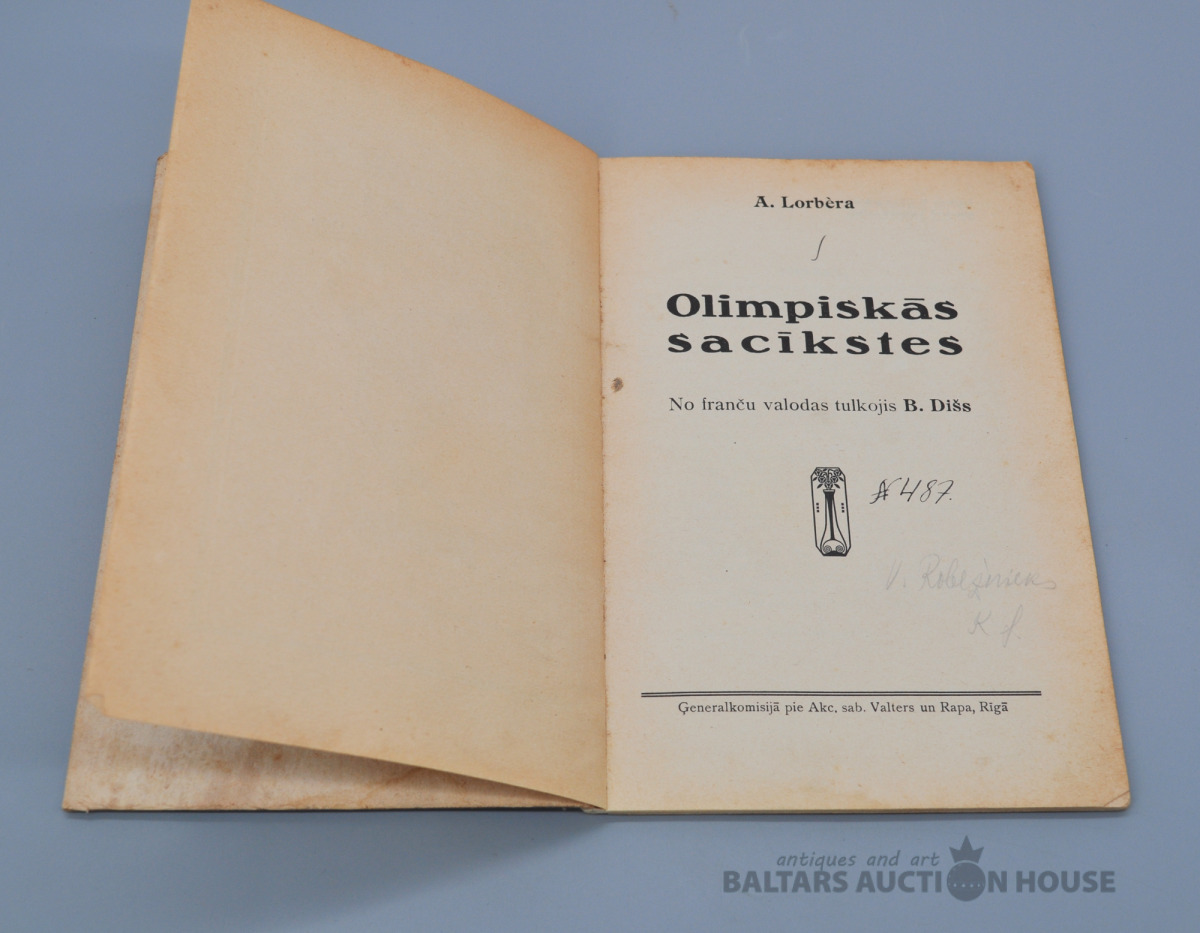 A. Lorbèra
Olimpiskās
sacīkstes
No franču valodas tulkojis B. Dišs
№ 487.
V.
K
Ģeneralkomisijā pie Akc. sab. Valters un Rapa, Rīgā
antiques and art
BALTARS AUCTION HOUSE